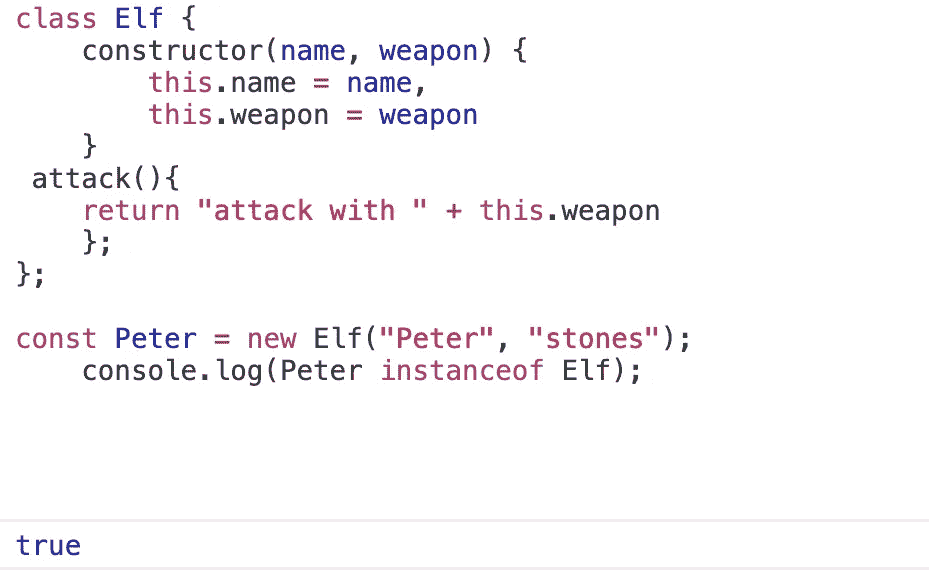 class Elf {
    constructor(name, weapon) {
        this.name = name,
        this.weapon = weapon
    }
 attack(){
    return "attack with " + this.weapon
    };
};
const Peter = new Elf("Peter", "stones");
    console.log(Peter instanceof Elf);
true